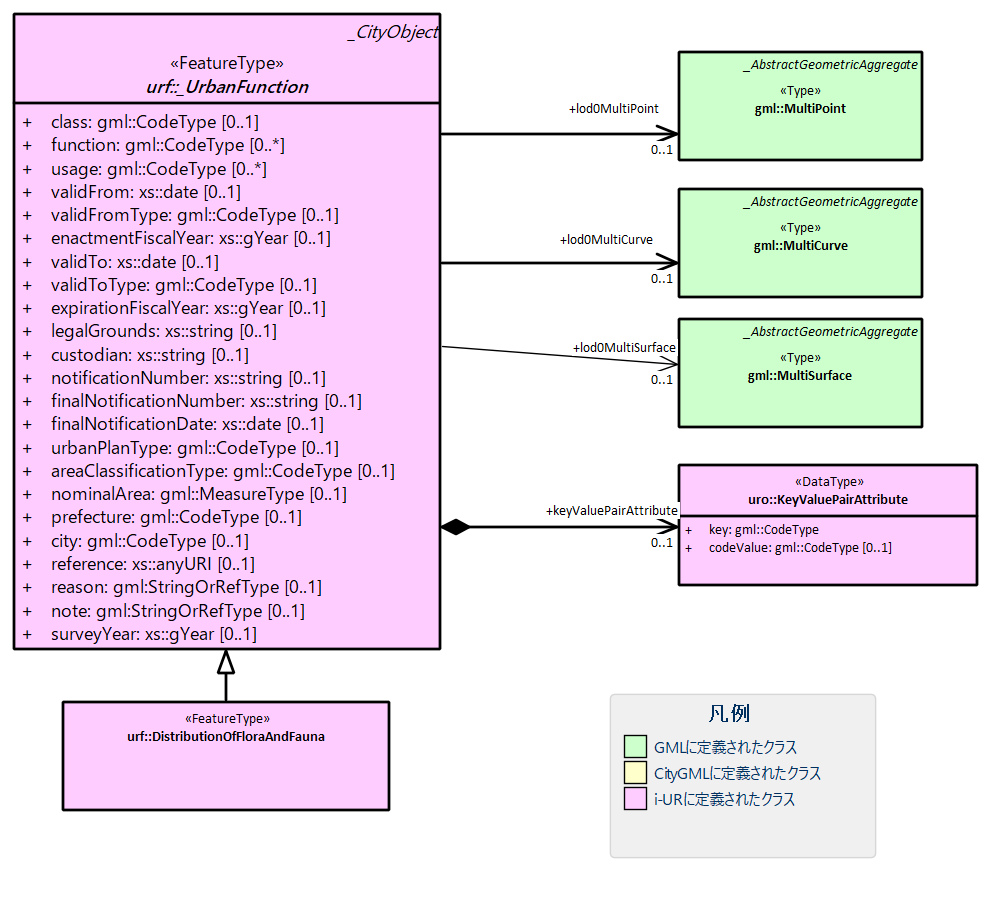 _CityObject
«FeatureType»
urf::_UrbanFunction
+ class: gml::CodeType [0..1]
+ function: gml::CodeType [0..*]
+ usage: gml::CodeType [0..*]
+ validFrom: xs::date [0..1]
+ validFromType: gml::CodeType [0..1]
+ enactmentFiscalYear: xs::gYear [0..1]
+ validTo: xs::date [0..1]
+ validToType: gml::CodeType [0..1]
+ expirationFiscalYear: xs::gYear [0..1]
+ legalGrounds: xs::string [0..1]
+ custodian: xs::string [0..1]
+ notificationNumber: xs::string [0..1]
+ finalNotificationNumber: xs::string [0..1]
+ finalNotificationDate: xs::date [0..1]
+ urbanPlanType: gml::CodeType [0..1]
+ areaClassificationType: gml::CodeType [0..1]
+ nominalArea: gml::MeasureType [0..1]
+ prefecture: gml::CodeType [0..1]
+ city: gml::CodeType [0..1]
+ reference: xs::anyURI [0..1]
+ reason: gml:StringOrRefType [0..1]
+ note: gml:StringOrRefType [0..1]
+ surveyYear: xs::gYear [0..1]
+lod0MultiPoint
0..1
_AbstractGeometricAggregate
«Type»
gml::MultiPoint
+lod0MultiCurve
0..1
_AbstractGeometricAggregate
«Type»
gml::MultiCurve
+lod0MultiSurface
0..1
_AbstractGeometricAggregate
«Type»
gml::MultiSurface
+keyValuePairAttribute
0..1
«DataType»
uro::KeyValuePairAttribute
+ key: gml::CodeType
+ codeValue: gml::CodeType [0..1]
«FeatureType»
urf::DistributionOfFloraAndFauna
凡例
GMLに定義されたクラス
CityGMLに定義されたクラス
i-URに定義されたクラス